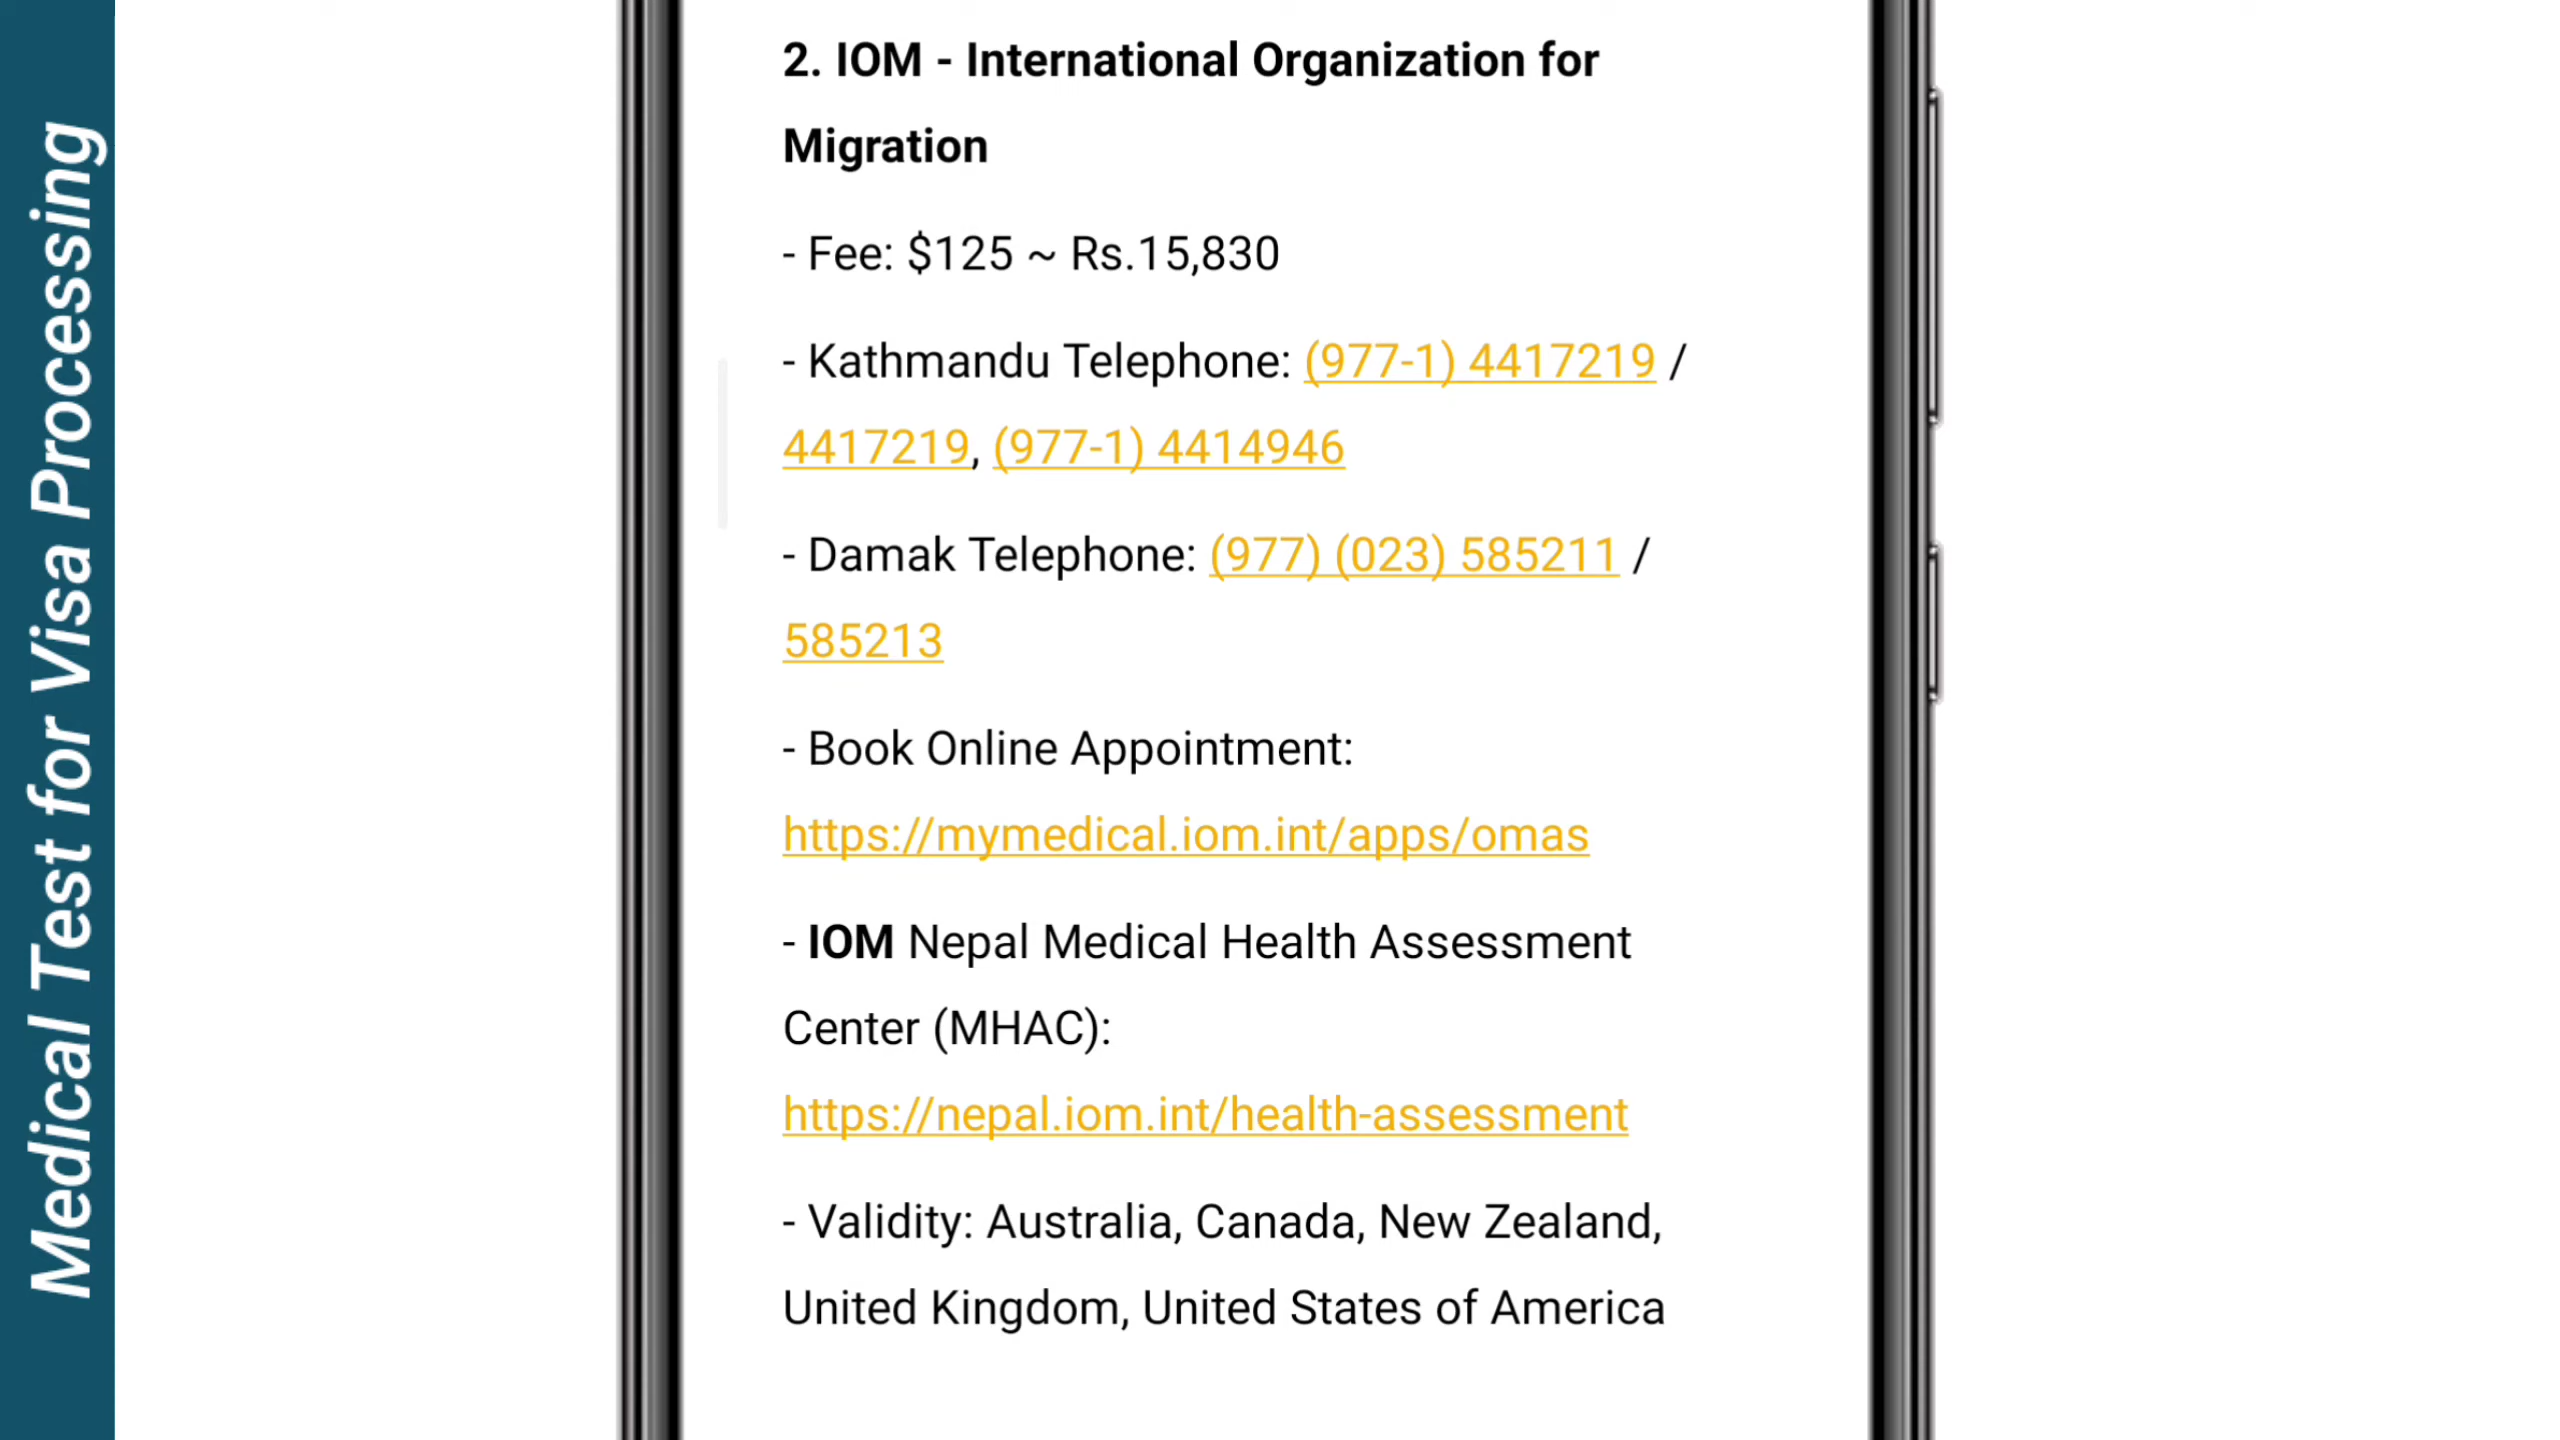 Medical Test for Visa Processing
2. IOM - International Organization for
Migration
- Fee: $125 ~ Rs.15,830
- Kathmandu Telephone: (977-1) 4417219 /
4417219, (977-1) 4414946
- Damak Telephone: (977) (023) 585211 /
585213
- Book Online Appointment:
https://mymedical.iom.int/apps/omas
- IOM Nepal Medical Health Assessment
Center (MHAC):
https://nepal.iom.int/health-assessment
- Validity: Australia, Canada, New Zealand,
United Kingdom, United States of America